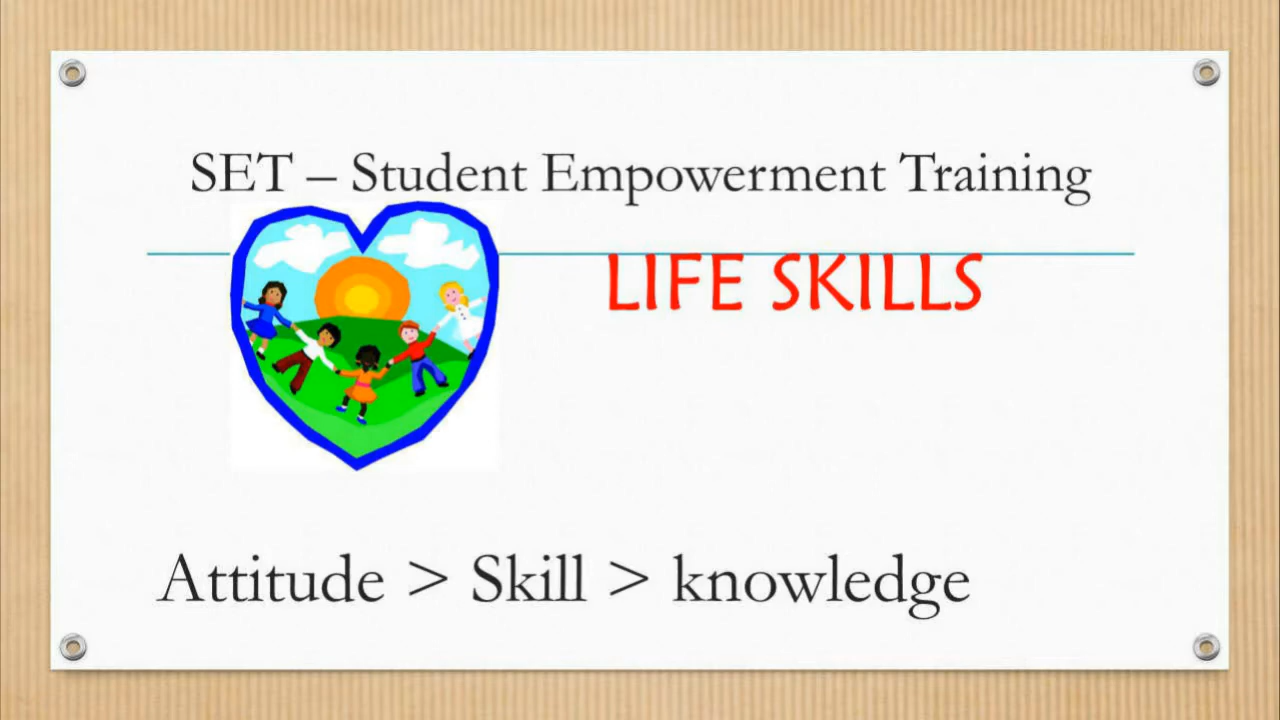 SET – Student Empowerment Training
LIFE SKILLS
Attitude > Skill > knowledge